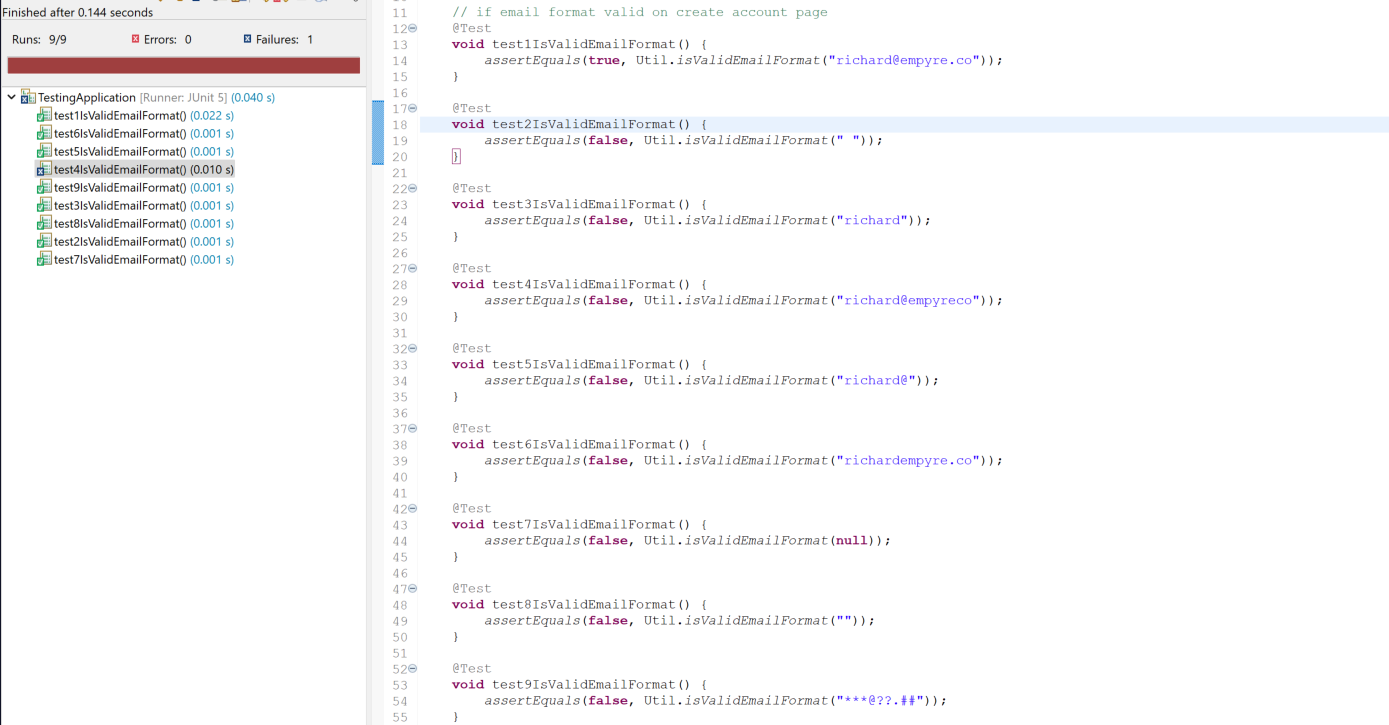 Finished after 0.144 seconds
Runs: 9/9 Errors: 0 Failures: 1
TestingApplication [Runner: JUnit 5] (0.040 s)
test1IsValidEmailFormat() (0.022 s)
test6IsValidEmailFormat() (0.001 s)
test5IsValidEmailFormat() (0.001 s)
test4IsValidEmailFormat() (0.010 s)
test9IsValidEmailFormat() (0.001 s)
test3IsValidEmailFormat() (0.001 s)
test8IsValidEmailFormat() (0.001 s)
test2IsValidEmailFormat() (0.001 s)
test7IsValidEmailFormat() (0.001 s)
11 // if email format valid on create account page
12 @Test
13 void test1IsValidEmailFormat() {
14 assertEquals(true, Util.isValidEmailFormat("richard@empyre.co"));
15 }
16
17 @Test
18 void test2IsValidEmailFormat() {
19 assertEquals(false, Util.isValidEmailFormat(" "));
20 }
21
22 @Test
23 void test3IsValidEmailFormat() {
24 assertEquals(false, Util.isValidEmailFormat("richard"));
25 }
26
27 @Test
28 void test4IsValidEmailFormat() {
29 assertEquals(false, Util.isValidEmailFormat("richard@empyreco"));
30 }
31
32 @Test
33 void test5IsValidEmailFormat() {
34 assertEquals(false, Util.isValidEmailFormat("richard@"));
35 }
36
37 @Test
38 void test6IsValidEmailFormat() {
39 assertEquals(false, Util.isValidEmailFormat("richardempyre.co"));
40 }
41
42 @Test
43 void test7IsValidEmailFormat() {
44 assertEquals(false, Util.isValidEmailFormat(null));
45 }
46
47 @Test
48 void test8IsValidEmailFormat() {
49 assertEquals(false, Util.isValidEmailFormat(""));
50 }
51
52 @Test
53 void test9IsValidEmailFormat() {
54 assertEquals(false, Util.isValidEmailFormat("***@??.##"));
55 }